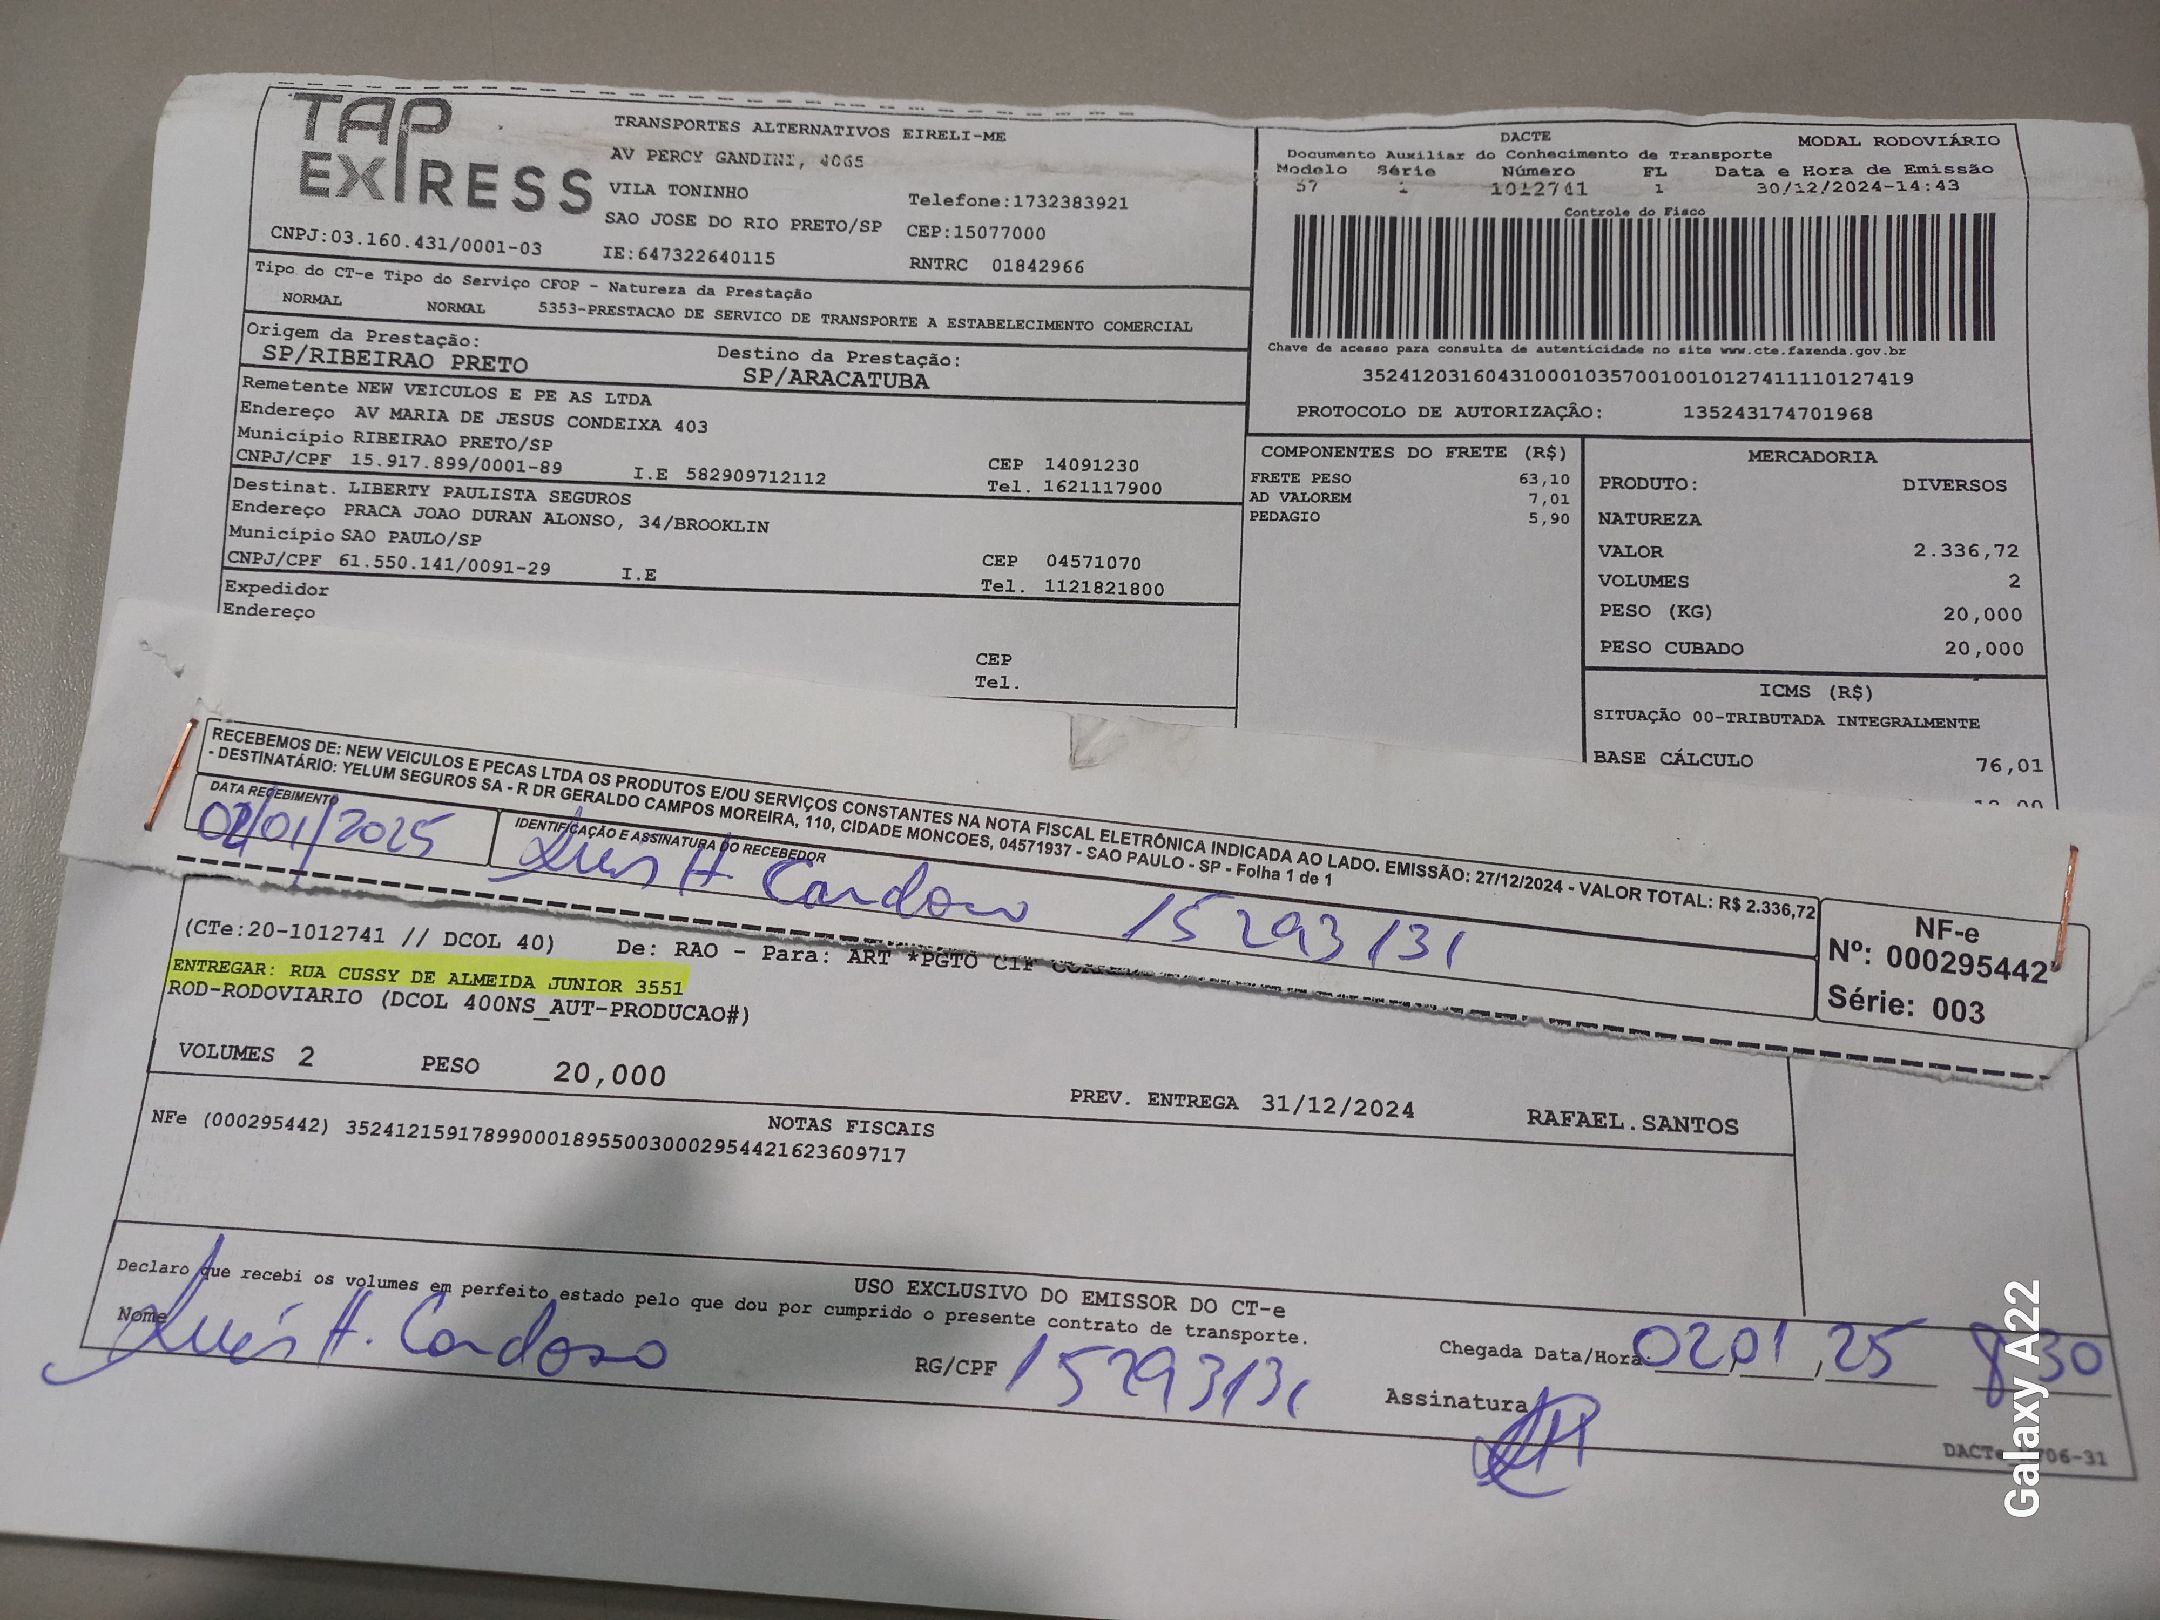 TAP EXPRESS
TRANSPORTES ALTERNATIVOS EIRELI-ME
AV PERCY GANDINI, 4065
VILA TONINHO
Telefone:1732383921
SAO JOSE DO RIO PRETO/SP CEP:15077000
CNPJ:03.160.431/0001-03 IE:647322640115 RNTRC 01842966
Tipo do CT-e Tipo do Serviço CFOP - Natureza da Prestação
NORMAL NORMAL 5353-PRESTACAO DE SERVICO DE TRANSPORTE A ESTABELECIMENTO COMERCIAL
Origem da Prestação: Destino da Prestação:
SP/RIBEIRAO PRETO SP/ARACATUBA
Remetente NEW VEICULOS E PE AS LTDA
Endereço AV MARIA DE JESUS CONDEIXA 403
Município RIBEIRAO PRETO/SP CEP 14091230
CNPJ/CPF 15.917.899/0001-89 I.E 582909712112 Tel. 1621117900
Destinat. LIBERTY PAULISTA SEGUROS
Endereço PRACA JOAO DURAN ALONSO, 34/BROOKLIN
Município SAO PAULO/SP CEP 04571070
CNPJ/CPF 61.550.141/0091-29 I.E Tel. 1121821800
Expedidor
Endereço
CEP
Tel.
DACTE MODAL RODOVIÁRIO
Documento Auxiliar do Conhecimento de Transporte
Modelo Série Número FL Data e Hora de Emissão
57 1 1012741 1 30/12/2024-14:43
Controle do Fisco
Chave de acesso para consulta de autenticidade no site www.cte.fazenda.gov.br
35241203160431000103570010010127411110127419
PROTOCOLO DE AUTORIZAÇÃO: 135243174701968
COMPONENTES DO FRETE (R$)
FRETE PESO 63,10
AD VALOREM 7,01
PEDAGIO 5,90
MERCADORIA
PRODUTO: DIVERSOS
NATUREZA
VALOR 2.336,72
VOLUMES 2
PESO (KG) 20,000
PESO CUBADO 20,000
ICMS (R$)
SITUAÇÃO 00-TRIBUTADA INTEGRALMENTE
BASE CÁLCULO 76,01
RECEBEMOS DE: NEW VEICULOS E PECAS LTDA OS PRODUTOS E/OU SERVIÇOS CONSTANTES NA NOTA FISCAL ELETRÔNICA INDICADA AO LADO. EMISSÃO: 27/12/2024 - VALOR TOTAL: R$ 2.336,72
- DESTINATÁRIO: YELUM SEGUROS SA - R DR GERALDO CAMPOS MOREIRA, 110, CIDADE MONCOES, 04571937 - SAO PAULO - SP - Folha 1 de 1
DATA RECEBIMENTO IDENTIFICAÇÃO E ASSINATURA DO RECEBEDOR
02/01/2025 Luis H. Cardoso 15293131
NF-e
Nº: 000295442
Série: 003
(CTe:20-1012741 // DCOL 40) De: RAO - Para: ART *PGTO CIF
ENTREGAR: RUA CUSSY DE ALMEIDA JUNIOR 3551
ROD-RODOVIARIO (DCOL 400NS_AUT-PRODUCAO#)
VOLUMES 2 PESO 20,000 PREV. ENTREGA 31/12/2024 RAFAEL.SANTOS
NOTAS FISCAIS
NFe (000295442) 35241215917899000189550030002954421623609717
USO EXCLUSIVO DO EMISSOR DO CT-e
Declaro que recebi os volumes em perfeito estado pelo que dou por cumprido o presente contrato de transporte.
Nome Luis H. Cardoso RG/CPF 15293131 Chegada Data/Hora: 02 01 25 8 30
Assinatura
Galaxy A22